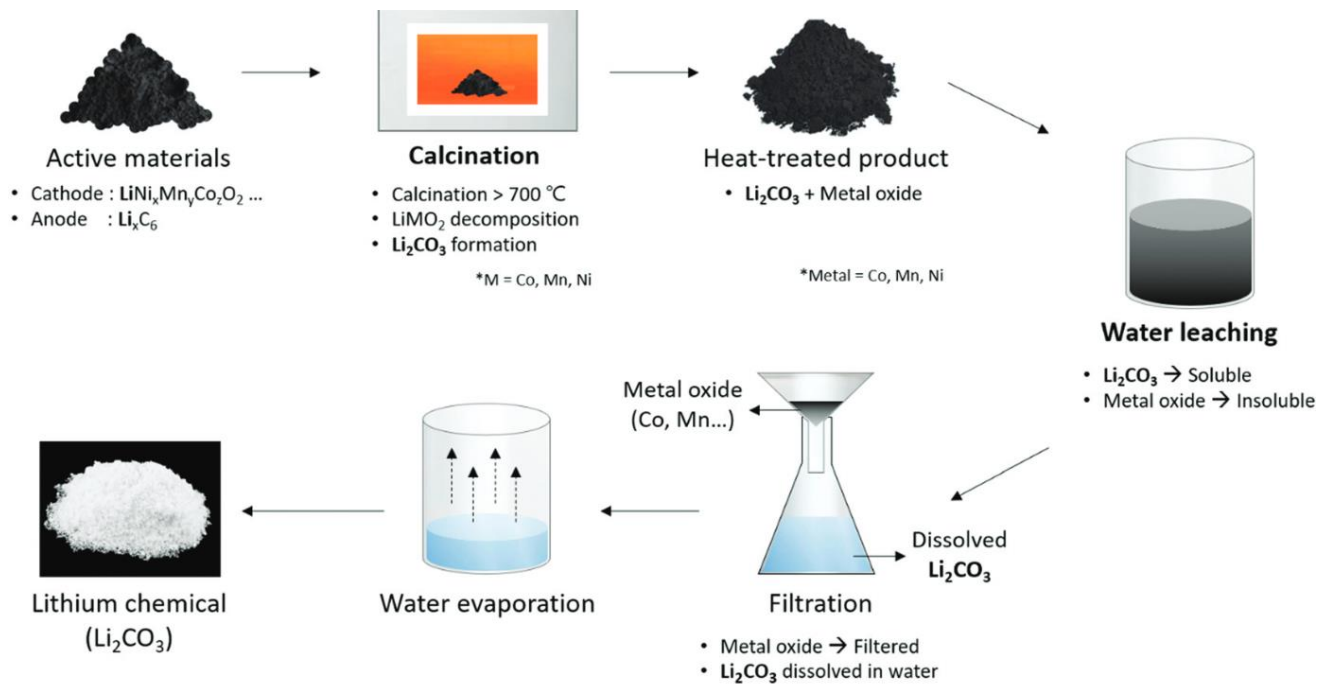 Active materials
• Cathode : LiNiₓMnᵧCo₂O₂ ...
• Anode : LiₓC₆
Calcination
• Calcination > 700 ℃
• LiMO₂ decomposition
• Li₂CO₃ formation
*M = Co, Mn, Ni
Heat-treated product
• Li₂CO₃ + Metal oxide
*Metal = Co, Mn, Ni
Water leaching
• Li₂CO₃ → Soluble
• Metal oxide → Insoluble
Metal oxide
(Co, Mn...)
Dissolved
Li₂CO₃
Filtration
• Metal oxide → Filtered
• Li₂CO₃ dissolved in water
Water evaporation
Lithium chemical
(Li₂CO₃)